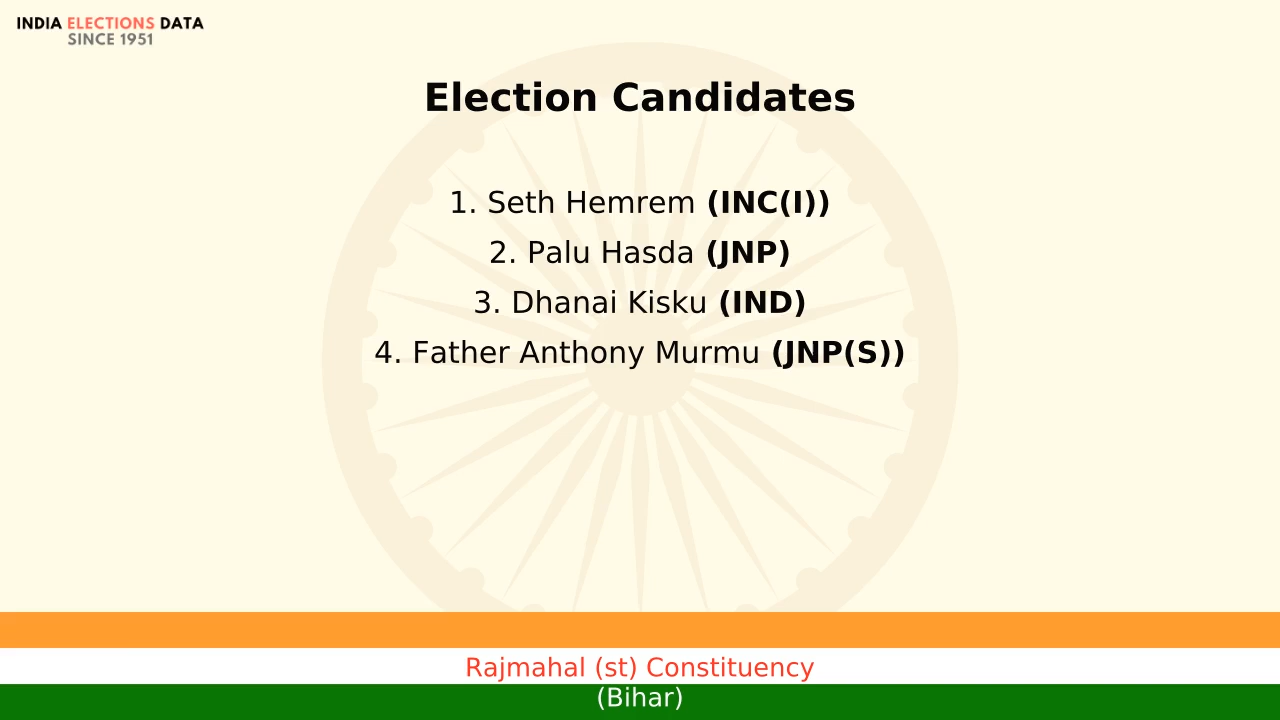 INDIA ELECTIONS DATA
SINCE 1951
Election Candidates
1. Seth Hemrem (INC(I))
2. Palu Hasda (JNP)
3. Dhanai Kisku (IND)
4. Father Anthony Murmu (JNP(S))
Rajmahal (st) Constituency
(Bihar)